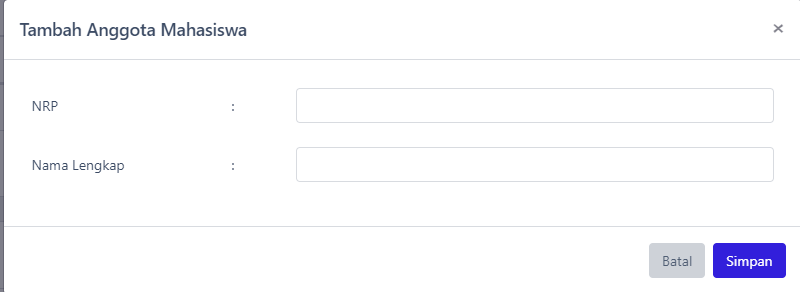 Tambah Anggota Mahasiswa ×
NRP :
Nama Lengkap :
Batal Simpan